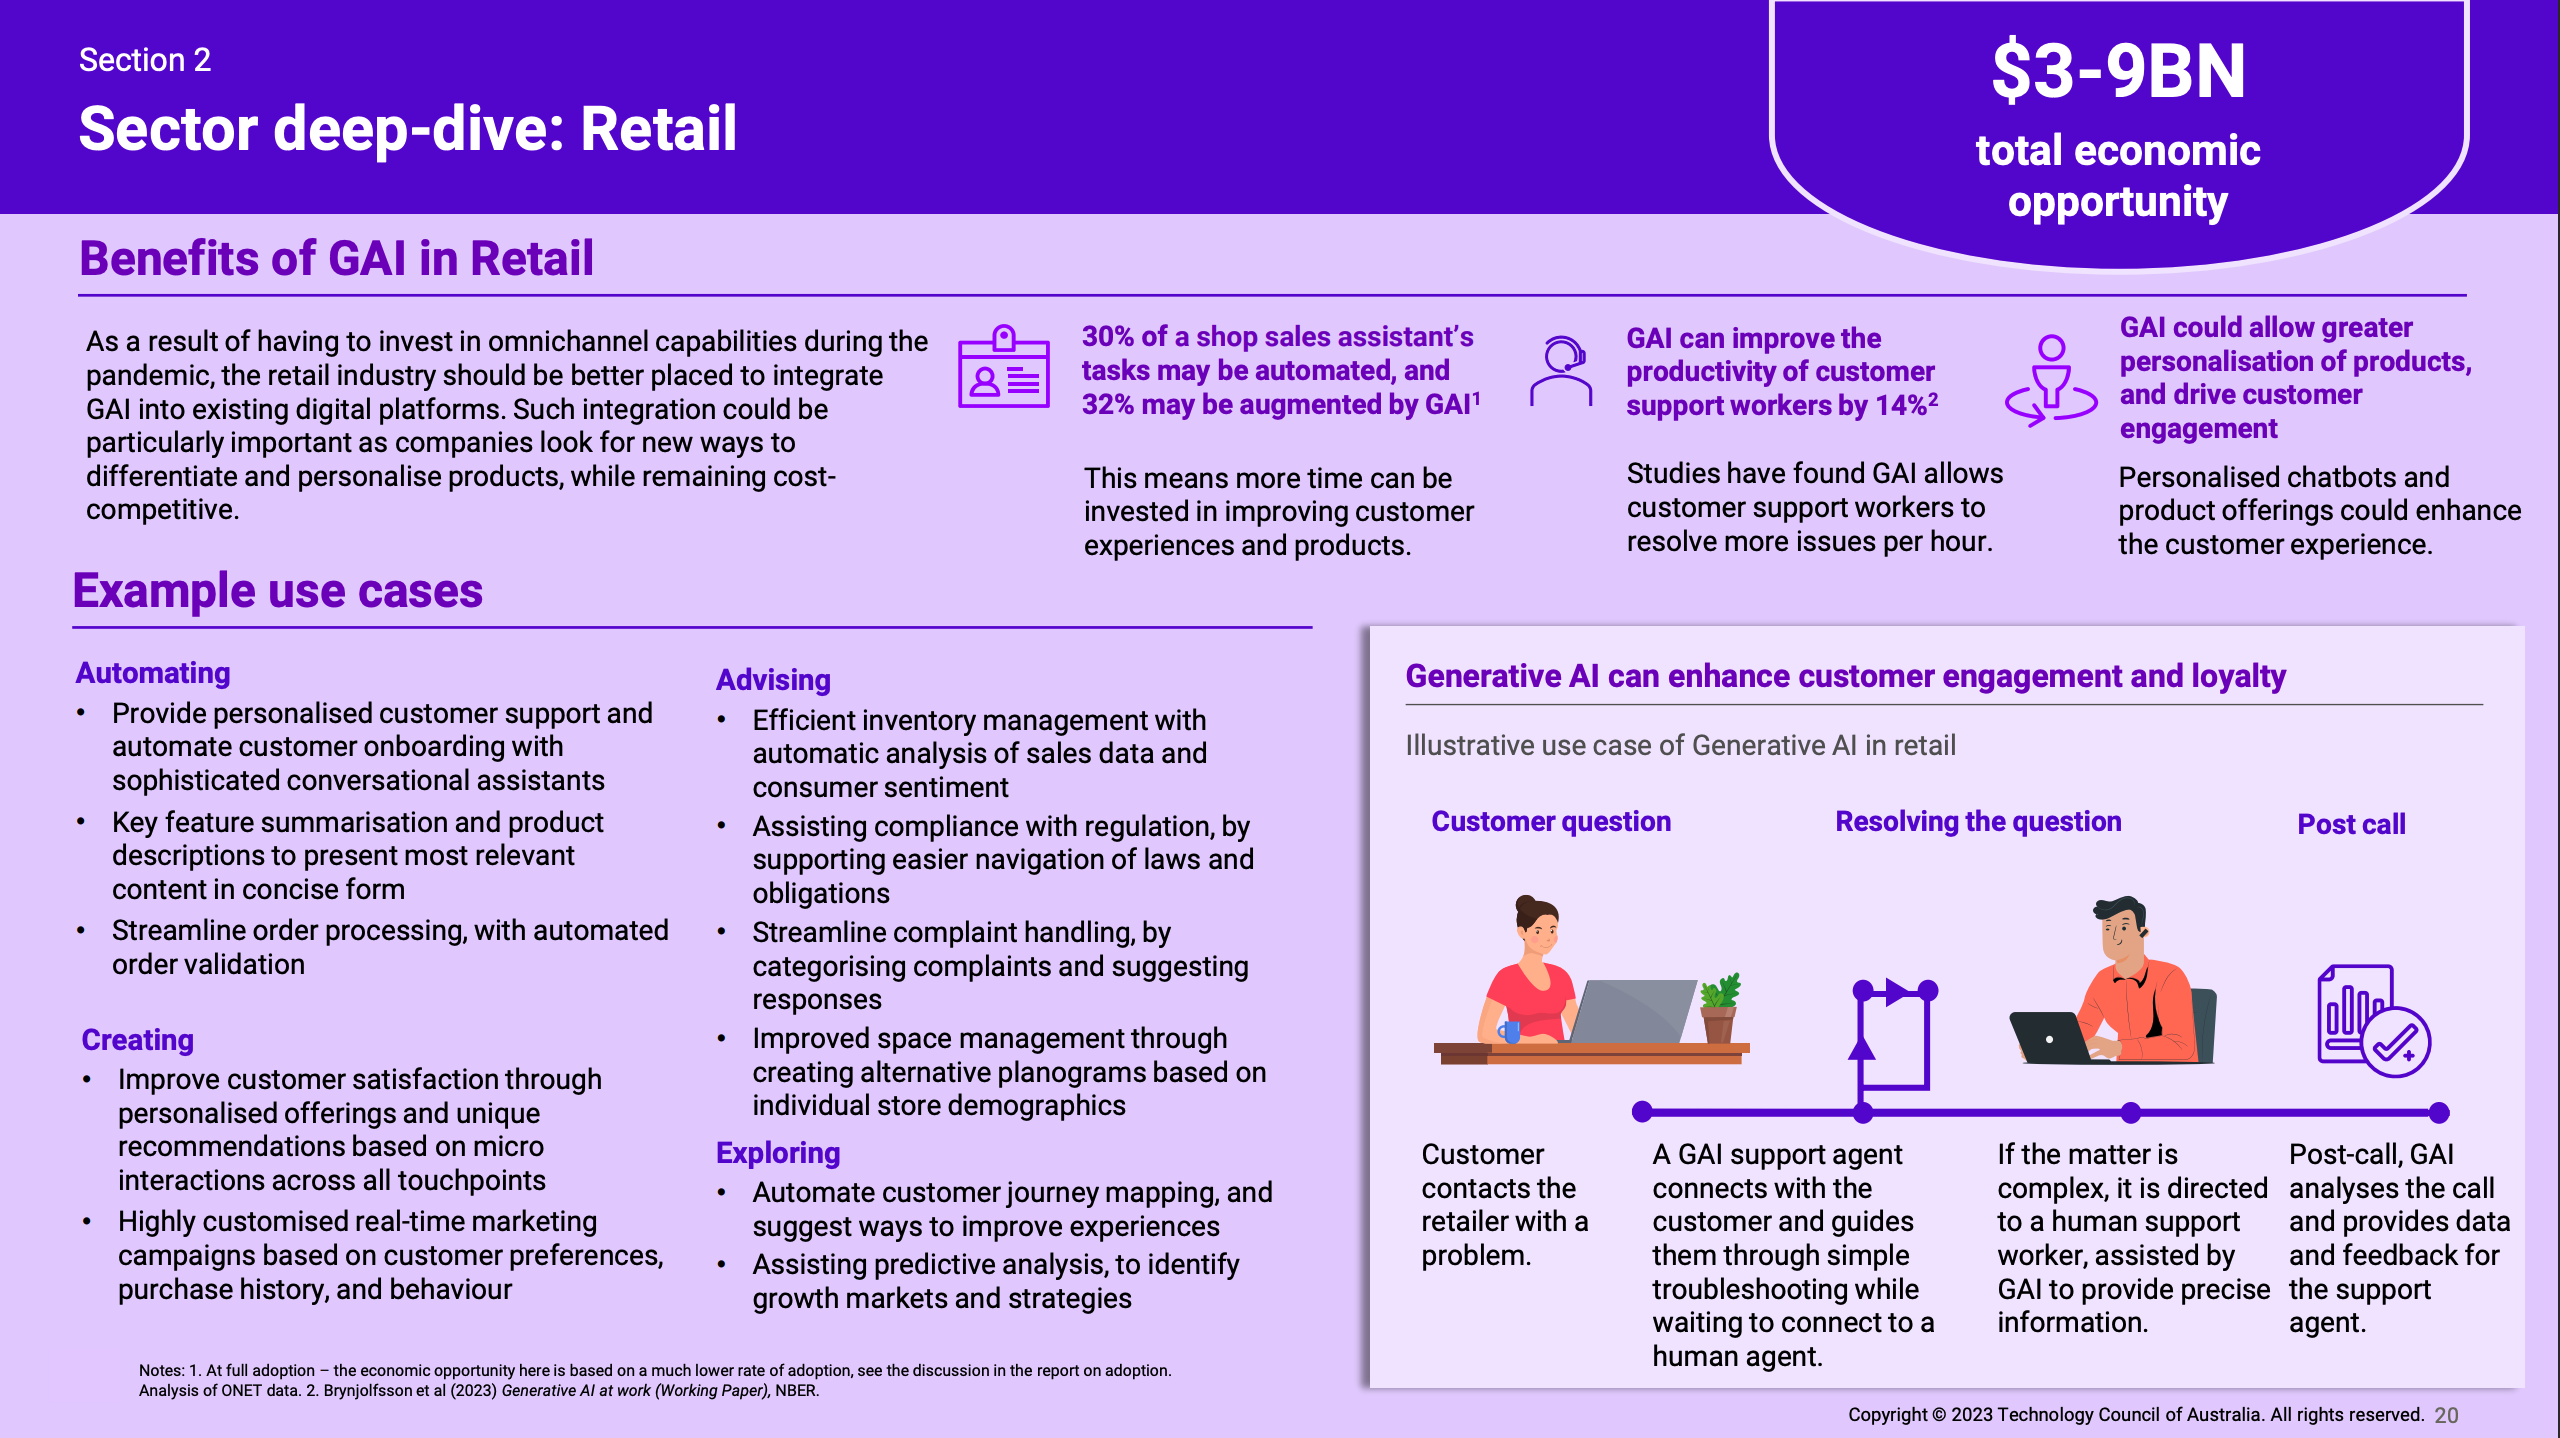 Section 2
Sector deep-dive: Retail
$3-9BN
total economic
opportunity
Benefits of GAI in Retail
As a result of having to invest in omnichannel capabilities during the
pandemic, the retail industry should be better placed to integrate
GAI into existing digital platforms. Such integration could be
particularly important as companies look for new ways to
differentiate and personalise products, while remaining cost-
competitive.
30% of a shop sales assistant’s
tasks may be automated, and
32% may be augmented by GAI¹
This means more time can be
invested in improving customer
experiences and products.
GAI can improve the
productivity of customer
support workers by 14%²
Studies have found GAI allows
customer support workers to
resolve more issues per hour.
GAI could allow greater
personalisation of products,
and drive customer
engagement
Personalised chatbots and
product offerings could enhance
the customer experience.
Example use cases
Automating
• Provide personalised customer support and
automate customer onboarding with
sophisticated conversational assistants
• Key feature summarisation and product
descriptions to present most relevant
content in concise form
• Streamline order processing, with automated
order validation
Creating
• Improve customer satisfaction through
personalised offerings and unique
recommendations based on micro
interactions across all touchpoints
• Highly customised real-time marketing
campaigns based on customer preferences,
purchase history, and behaviour
Advising
• Efficient inventory management with
automatic analysis of sales data and
consumer sentiment
• Assisting compliance with regulation, by
supporting easier navigation of laws and
obligations
• Streamline complaint handling, by
categorising complaints and suggesting
responses
• Improved space management through
creating alternative planograms based on
individual store demographics
Exploring
• Automate customer journey mapping, and
suggest ways to improve experiences
• Assisting predictive analysis, to identify
growth markets and strategies
Generative AI can enhance customer engagement and loyalty
Illustrative use case of Generative AI in retail
Customer question
Resolving the question
Post call
Customer
contacts the
retailer with a
problem.
A GAI support agent
connects with the
customer and guides
them through simple
troubleshooting while
waiting to connect to a
human agent.
If the matter is
complex, it is directed
to a human support
worker, assisted by
GAI to provide precise
information.
Post-call, GAI
analyses the call
and provides data
and feedback for
the support
agent.
Notes: 1. At full adoption – the economic opportunity here is based on a much lower rate of adoption, see the discussion in the report on adoption.
Analysis of ONET data. 2. Brynjolfsson et al (2023) Generative AI at work (Working Paper), NBER.
Copyright © 2023 Technology Council of Australia. All rights reserved. 20